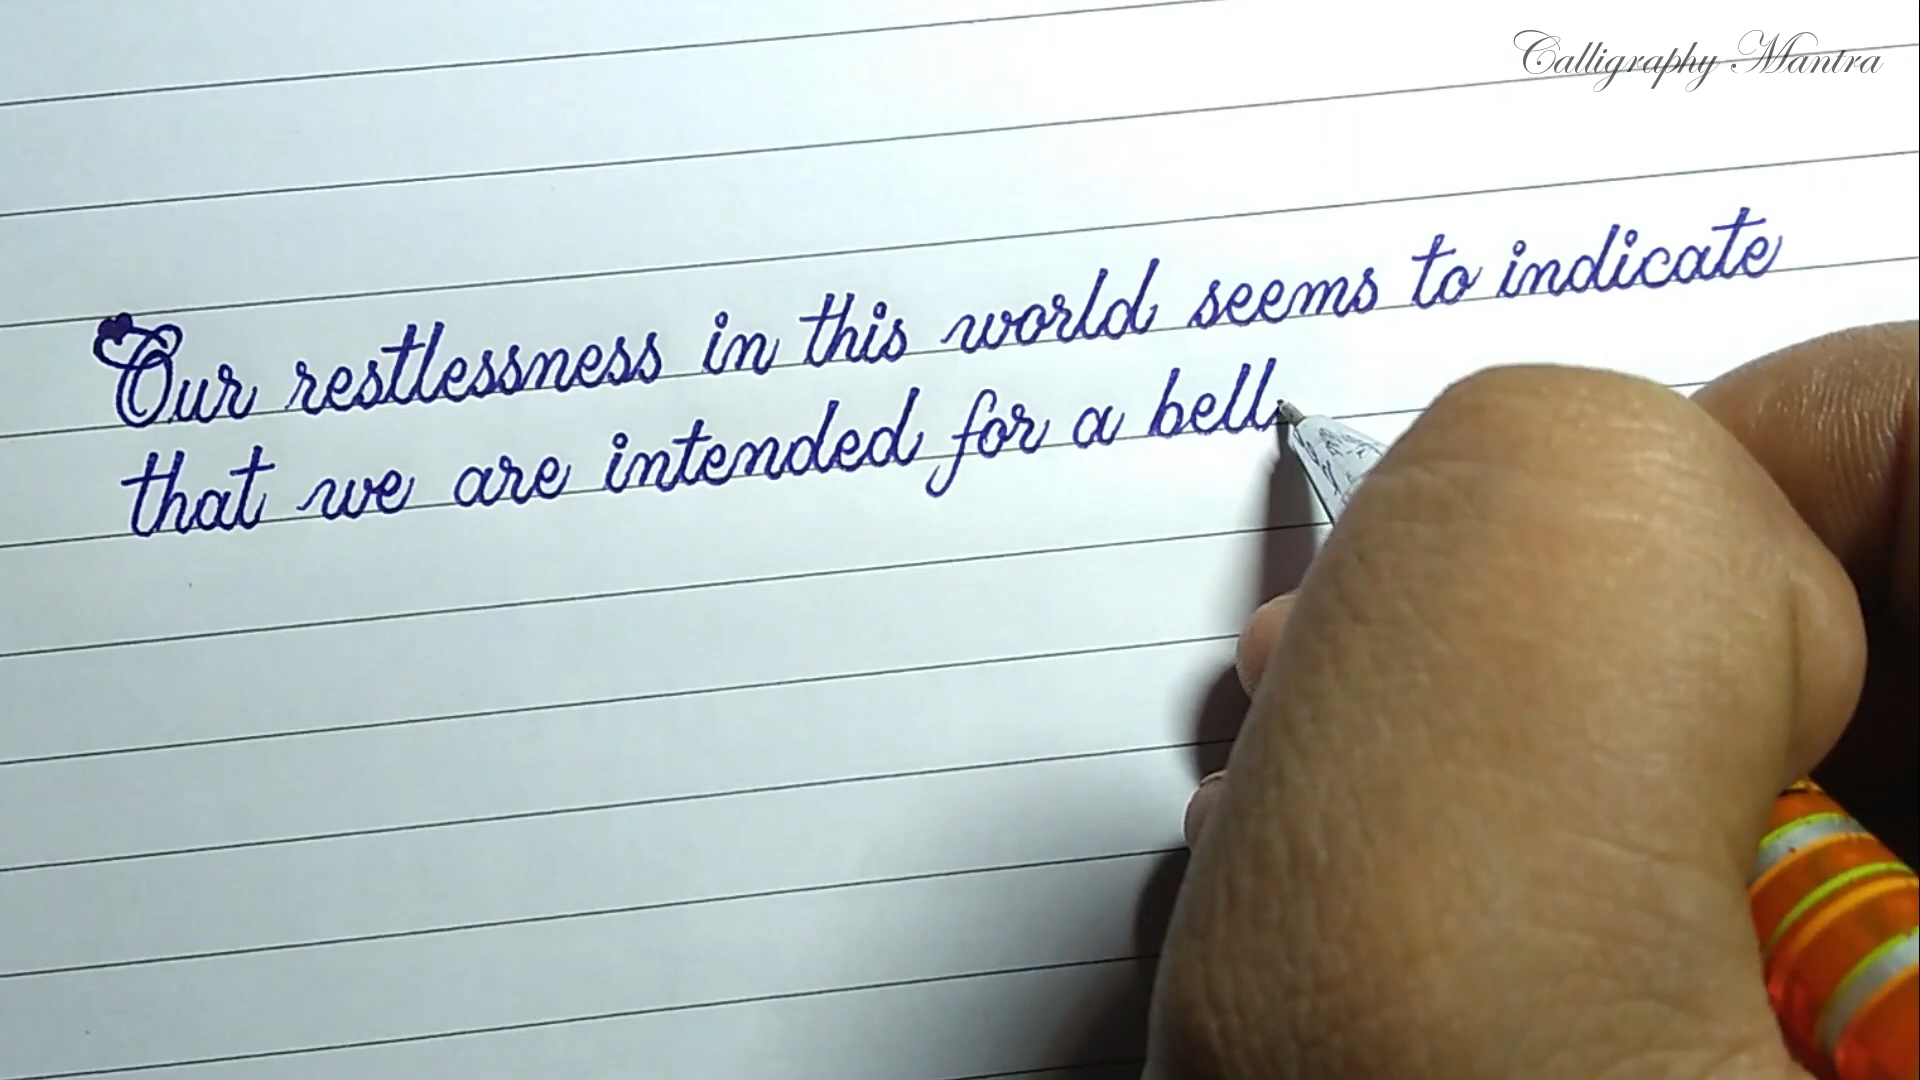 Calligraphy Mantra
Our restlessness in this world seems to indicate
that we are intended for a bell